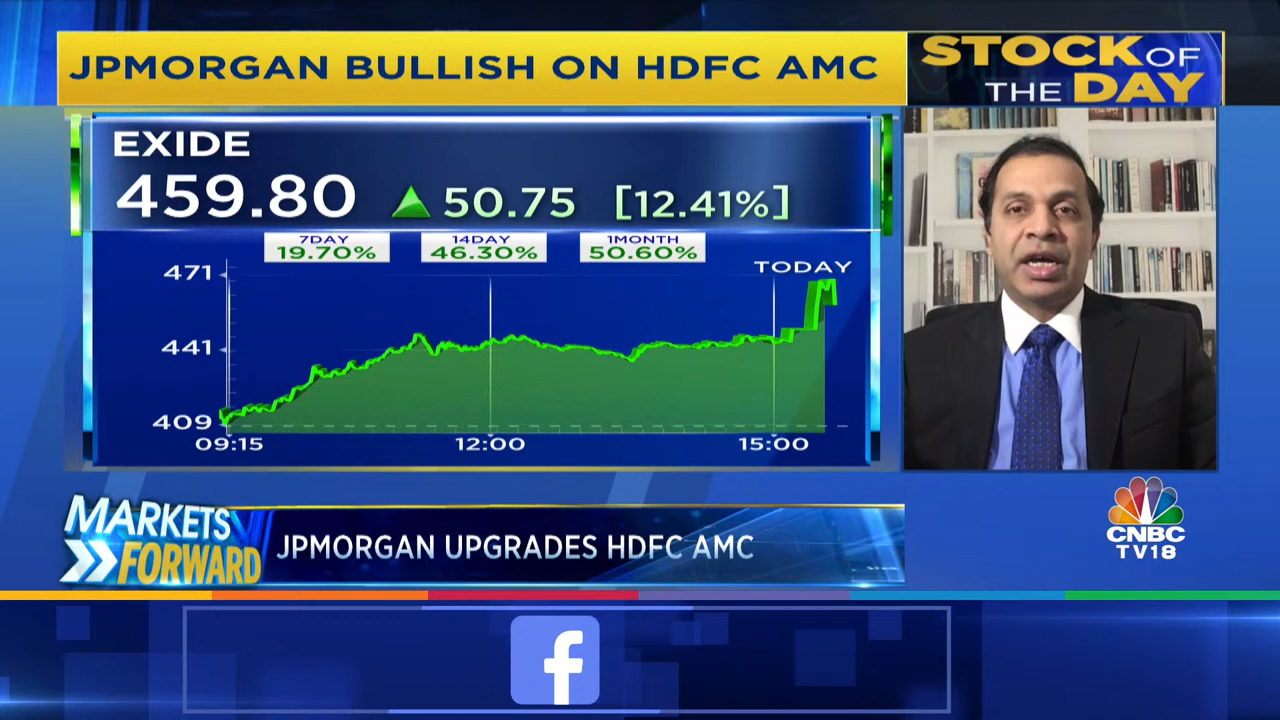 JPMORGAN BULLISH ON HDFC AMC
STOCK OF
THE DAY
EXIDE
459.80 ▲ 50.75 [12.41%]
7DAY
19.70%
14DAY
46.30%
1MONTH
50.60%
TODAY
471
441
409
09:15 12:00 15:00
MARKETS
FORWARD
JPMORGAN UPGRADES HDFC AMC
CNBC
TV18
f